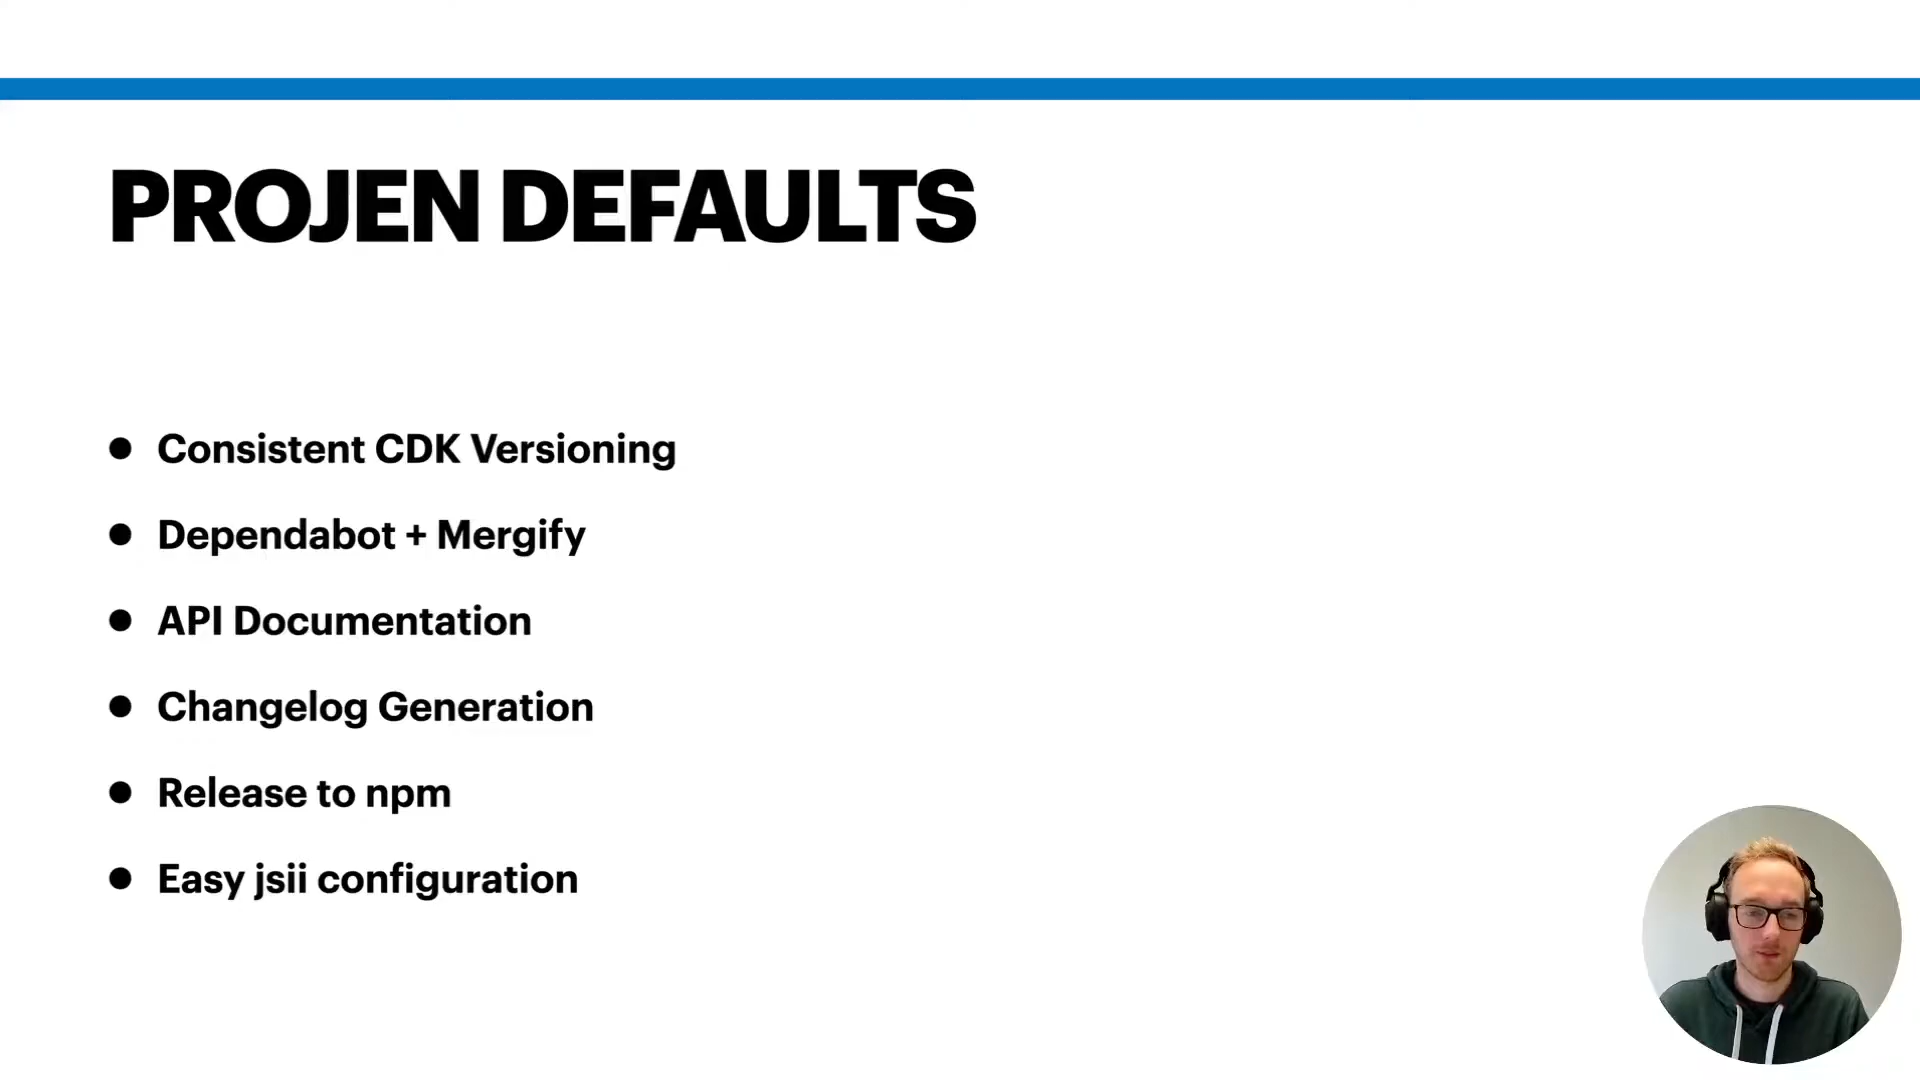 PROJEN DEFAULTS
● Consistent CDK Versioning
● Dependabot + Mergify
● API Documentation
● Changelog Generation
● Release to npm
● Easy jsii configuration